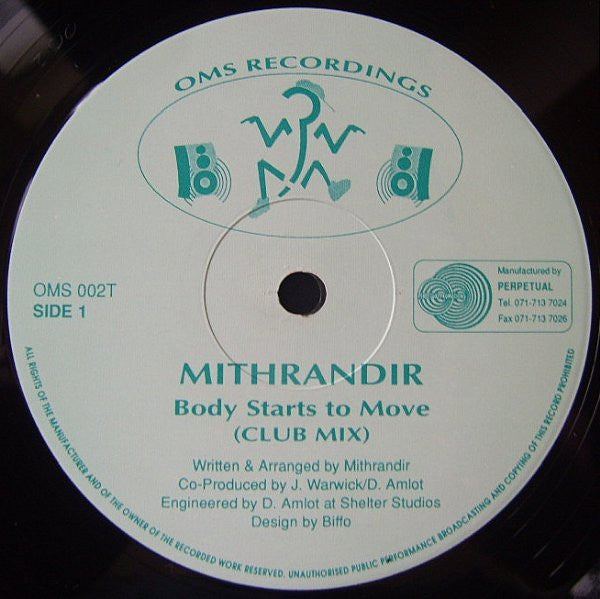 OMS RECORDINGS
OMS 002T
SIDE 1
Manufactured by
PERPETUAL
Tel. 071-713 7024
Fax 071-713 7026
MITHRANDIR
Body Starts to Move
(CLUB MIX)
Written & Arranged by Mithrandir
Co-Produced by J. Warwick/D. Amlot
Engineered by D. Amlot at Shelter Studios
Design by Biffo
ALL RIGHTS OF THE MANUFACTURER AND OF THE OWNER OF THE RECORDED WORK RESERVED. UNAUTHORISED PUBLIC PERFORMANCE BROADCASTING AND COPYING OF THIS RECORD PROHIBITED